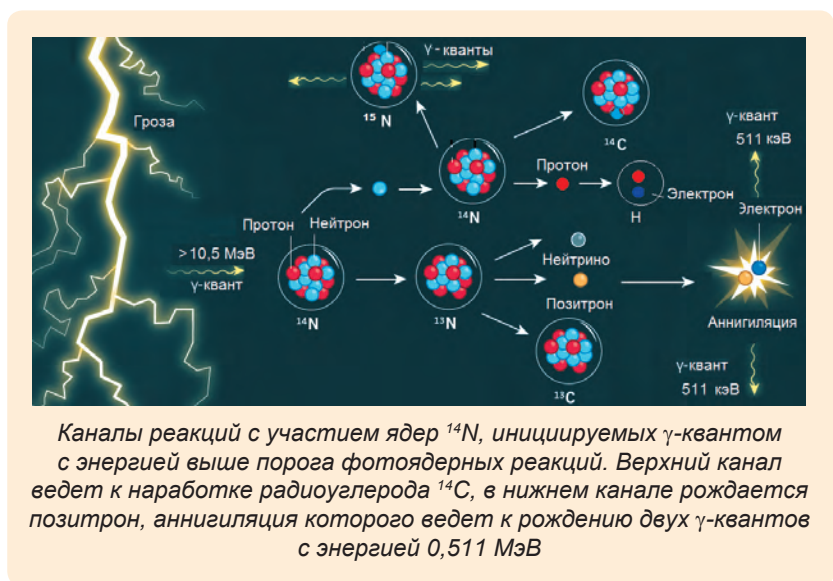 γ - кванты
Гроза
¹⁵N
¹⁴C
γ-квант
511 кэВ
Протон
Электрон
H
¹⁴N
Электрон
Протон
Нейтрон
>10,5 МэВ
γ-квант
Нейтрино
Позитрон
Аннигиляция
¹⁴N
¹³N
¹³C
γ-квант
511 кэВ
Каналы реакций с участием ядер ¹⁴N, инициируемых γ-квантом
с энергией выше порога фотоядерных реакций. Верхний канал
ведет к наработке радиоуглерода ¹⁴C, в нижнем канале рождается
позитрон, аннигиляция которого ведет к рождению двух γ-квантов
с энергией 0,511 МэВ